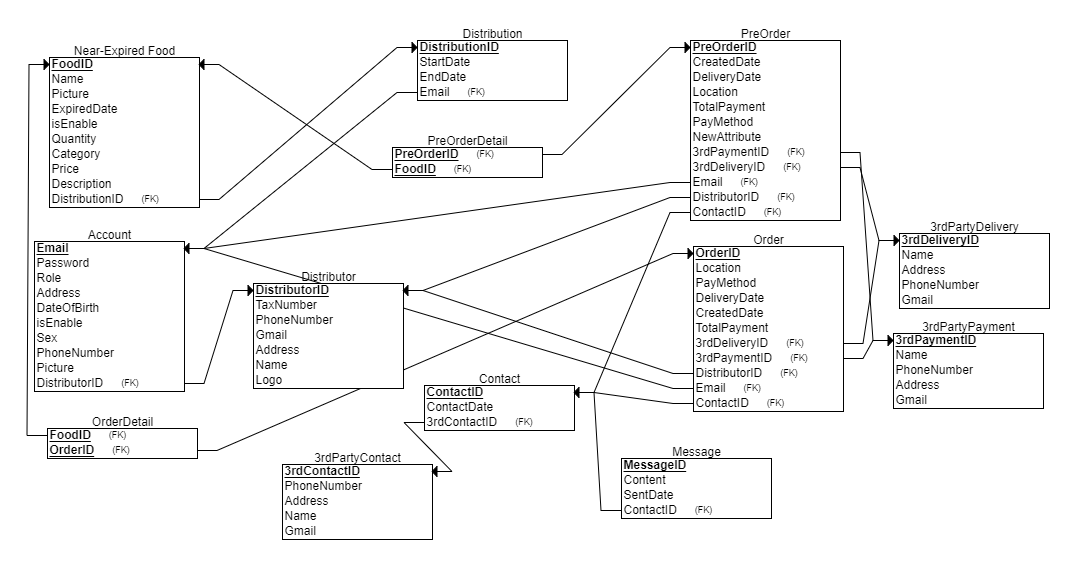 Near-Expired Food
FoodID
Name
Picture
ExpiredDate
isEnable
Quantity
Category
Price
Description
DistributionID (FK)
Distribution
DistributionID
StartDate
EndDate
Email (FK)
PreOrderDetail
PreOrderID (FK)
FoodID (FK)
PreOrder
PreOrderID
CreatedDate
DeliveryDate
Location
TotalPayment
PayMethod
NewAttribute
3rdPaymentID (FK)
3rdDeliveryID (FK)
Email (FK)
DistributorID (FK)
ContactID (FK)
Account
Email
Password
Role
Address
DateOfBirth
isEnable
Sex
PhoneNumber
Picture
DistributorID (FK)
Distributor
DistributorID
TaxNumber
PhoneNumber
Gmail
Address
Name
Logo
Order
OrderID
Location
PayMethod
DeliveryDate
CreatedDate
TotalPayment
3rdDeliveryID (FK)
3rdPaymentID (FK)
DistributorID (FK)
Email (FK)
ContactID (FK)
3rdPartyDelivery
3rdDeliveryID
Name
Address
PhoneNumber
Gmail
3rdPartyPayment
3rdPaymentID
Name
PhoneNumber
Address
Gmail
Contact
ContactID
ContactDate
3rdContactID (FK)
OrderDetail
FoodID (FK)
OrderID (FK)
3rdPartyContact
3rdContactID
PhoneNumber
Address
Name
Gmail
Message
MessageID
Content
SentDate
ContactID (FK)